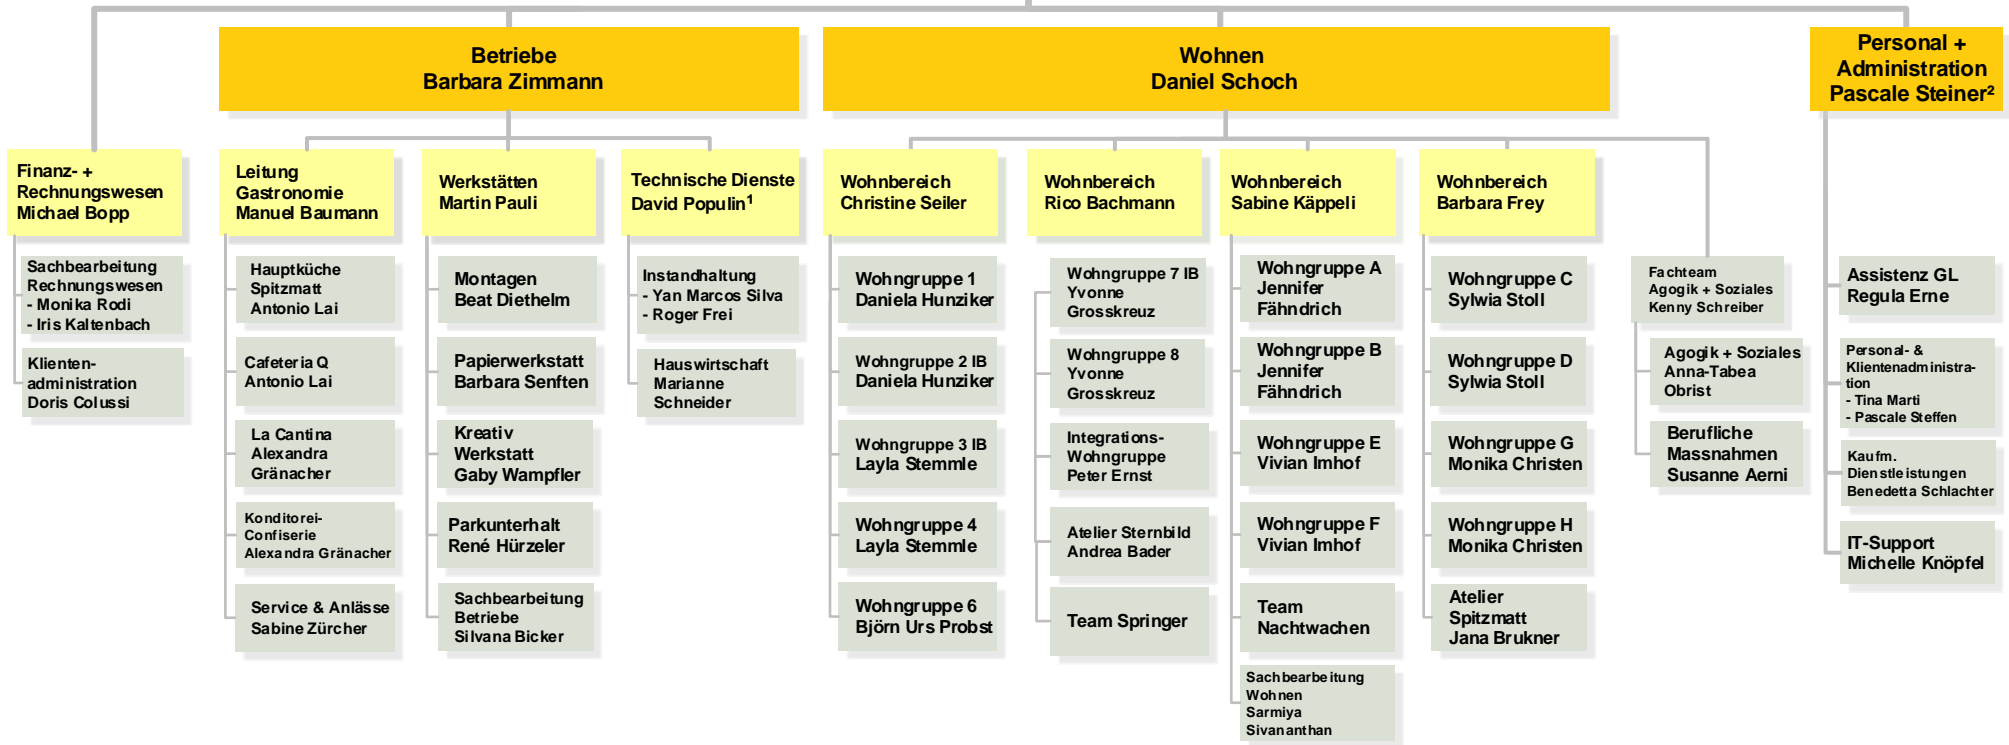 Betriebe
Barbara Zimmann
Wohnen
Daniel Schoch
Personal +
Administration
Pascale Steiner²
Finanz- +
Rechnungswesen
Michael Bopp
Sachbearbeitung
Rechnungswesen
- Monika Rodi
- Iris Kaltenbach
Klienten-
administration
Doris Colussi
Leitung
Gastronomie
Manuel Baumann
Hauptküche
Spitzmatt
Antonio Lai
Cafeteria Q
Antonio Lai
La Cantina
Alexandra
Gränacher
Konditorei-
Confiserie
Alexandra Gränacher
Service & Anlässe
Sabine Zürcher
Werkstätten
Martin Pauli
Montagen
Beat Diethelm
Papierwerkstatt
Barbara Senften
Kreativ
Werkstatt
Gaby Wampfler
Parkunterhalt
René Hürzeler
Sachbearbeitung
Betriebe
Silvana Bicker
Technische Dienste
David Populin¹
Instandhaltung
- Yan Marcos Silva
- Roger Frei
Hauswirtschaft
Marianne
Schneider
Wohnbereich
Christine Seiler
Wohngruppe 1
Daniela Hunziker
Wohngruppe 2 IB
Daniela Hunziker
Wohngruppe 3 IB
Layla Stemmle
Wohngruppe 4
Layla Stemmle
Wohngruppe 6
Björn Urs Probst
Wohnbereich
Rico Bachmann
Wohngruppe 7 IB
Yvonne
Grosskreuz
Wohngruppe 8
Yvonne
Grosskreuz
Integrations-
Wohngruppe
Peter Ernst
Atelier Sternbild
Andrea Bader
Team Springer
Wohnbereich
Sabine Käppeli
Wohngruppe A
Jennifer
Fähndrich
Wohngruppe B
Jennifer
Fähndrich
Wohngruppe E
Vivian Imhof
Wohngruppe F
Vivian Imhof
Team
Nachtwachen
Sachbearbeitung
Wohnen
Sarmiya
Sivananthan
Wohnbereich
Barbara Frey
Wohngruppe C
Sylwia Stoll
Wohngruppe D
Sylwia Stoll
Wohngruppe G
Monika Christen
Wohngruppe H
Monika Christen
Atelier
Spitzmatt
Jana Brukner
Fachteam
Agogik + Soziales
Kenny Schreiber
Agogik + Soziales
Anna-Tabea
Obrist
Berufliche
Massnahmen
Susanne Aerni
Assistenz GL
Regula Erne
Personal- &
Klientenadministra-
tion
- Tina Marti
- Pascale Steffen
Kaufm.
Dienstleistungen
Benedetta Schlachter
IT-Support
Michelle Knöpfel